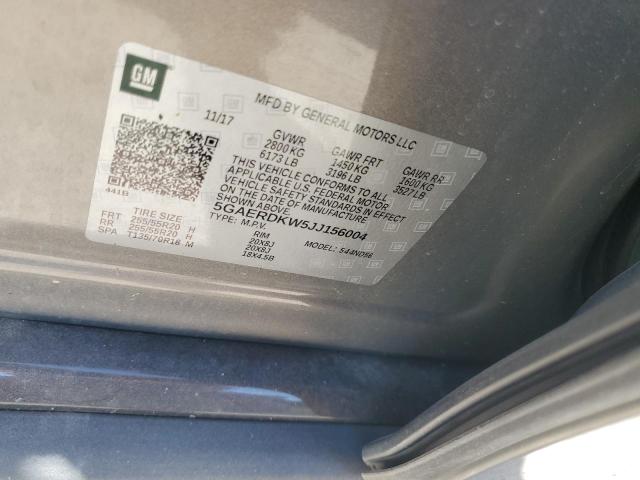 GM
11/17
MFD BY GENERAL MOTORS LLC
GVWR GAWR FRT GAWR RR
2800 KG 1450 KG 1600 KG
6173 LB 3196 LB 3527 LB
THIS VEHICLE CONFORMS TO ALL
APPLICABLE U.S. FEDERAL MOTOR
VEHICLE SAFETY STANDARDS IN EFFECT
ON THE DATE OF MANUFACTURE
SHOWN ABOVE.
5GAERDKW5JJ156004
TYPE: M.P.V. MODEL: 544NO56
441B
TIRE SIZE RIM
FRT 255/55R20 H 20X8J
RR 255/55R20 H 20X8J
SPA T135/70R18 M 18X4.5B